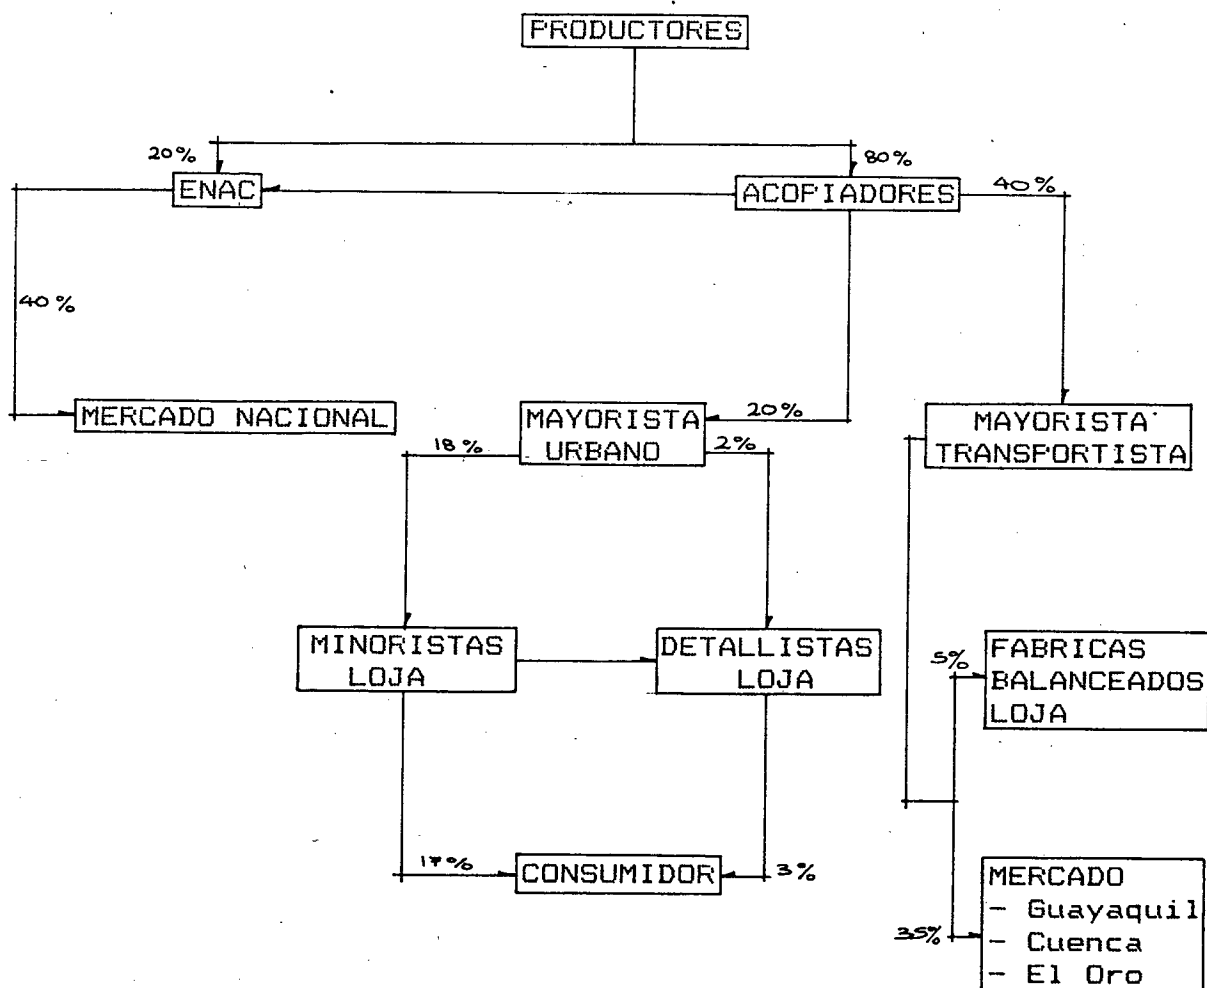 PRODUCTORES
20%
80%
ENAC
ACOPIADORES
40%
40%
MERCADO NACIONAL
MAYORISTA
URBANO
20%
MAYORISTA
TRANSPORTISTA
18%
2%
MINORISTAS
LOJA
DETALLISTAS
LOJA
5%
FABRICAS
BALANCEADOS
LOJA
17%
CONSUMIDOR
3%
35%
MERCADO
- Guayaquil
- Cuenca
- El Oro